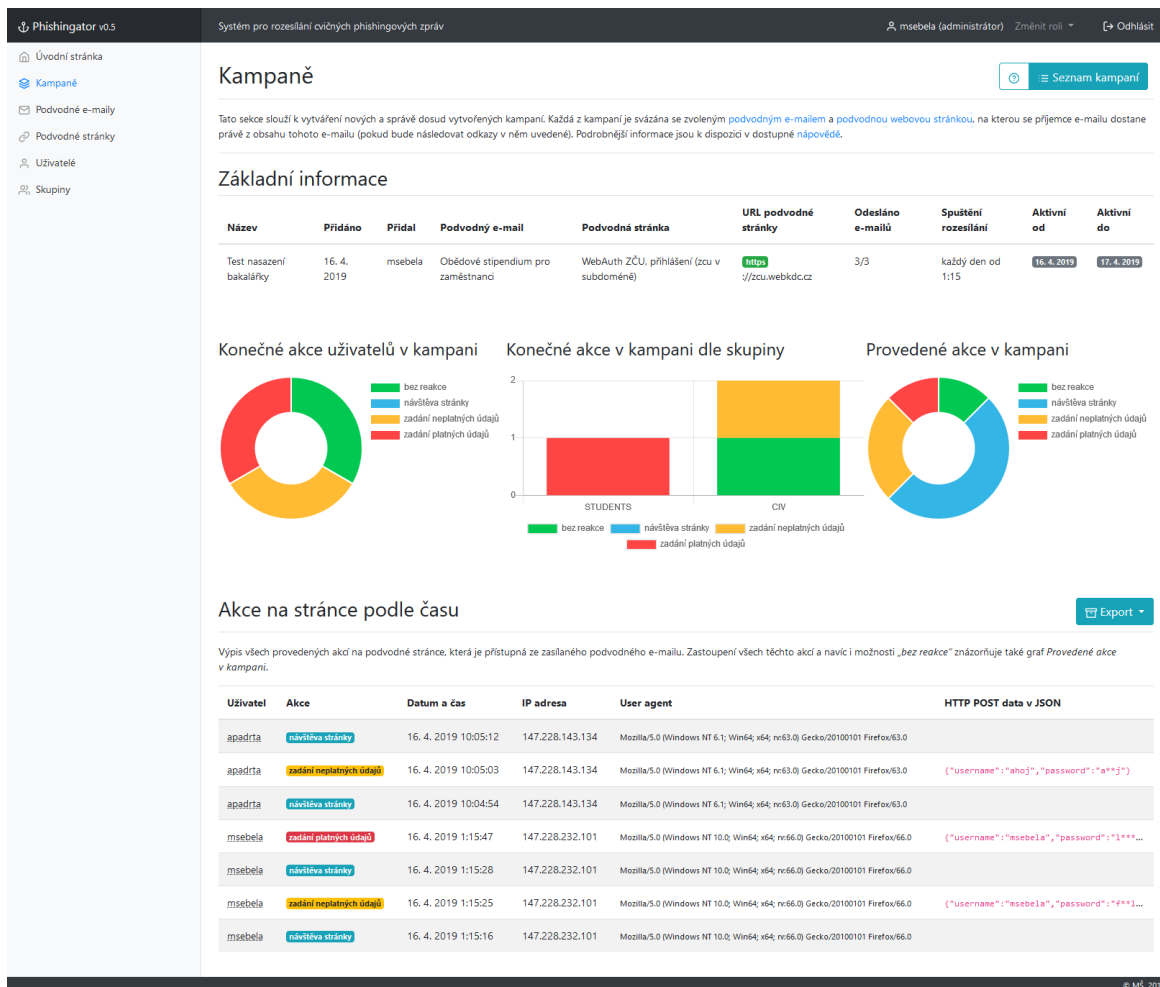 Phishingator v0.5
Systém pro rozesílání cvičných phishingových zpráv
msebela (administrátor) Změnit roli
Odhlásit
Úvodní stránka
Kampaně
Podvodné e-maily
Podvodné stránky
Uživatelé
Skupiny
Kampaně
Seznam kampaní
Tato sekce slouží k vytváření nových a správě dosud vytvořených kampaní. Každá z kampaní je svázána se zvoleným podvodným e-mailem a podvodnou webovou stránkou, na kterou se příjemce e-mailu dostane
právě z obsahu tohoto e-mailu (pokud bude následovat odkazy v něm uvedené). Podrobnější informace jsou k dispozici v dostupné nápovědě.
Základní informace
Název Přidáno Přidal Podvodný e-mail Podvodná stránka URL podvodné stránky Odesláno e-mailů Spuštění rozesílání Aktivní od Aktivní do
Test nasazení bakalářky 16. 4. 2019 msebela Obědové stipendium pro zaměstnanci WebAuth ZČU, přihlášení (zcu v subdoméně) https://zcu.webkdc.cz 3/3 každý den od 1:15 16. 4. 2019 17. 4. 2019
Konečné akce uživatelů v kampani
bez reakce
návštěva stránky
zadání neplatných údajů
zadání platných údajů
Konečné akce v kampani dle skupiny
2
1
0
STUDENTS CIV
bez reakce návštěva stránky zadání neplatných údajů
zadání platných údajů
Provedené akce v kampani
bez reakce
návštěva stránky
zadání neplatných údajů
zadání platných údajů
Akce na stránce podle času
Export
Výpis všech provedených akcí na podvodné stránce, která je přístupná ze zasílaného podvodného e-mailu. Zastoupení všech těchto akcí a navíc i možnosti „bez reakce" znázorňuje také graf Provedené akce
v kampani.
Uživatel Akce Datum a čas IP adresa User agent HTTP POST data v JSON
apadrta návštěva stránky 16. 4. 2019 10:05:12 147.228.143.134 Mozilla/5.0 (Windows NT 6.1; Win64; x64; rv:63.0) Gecko/20100101 Firefox/63.0
apadrta zadání neplatných údajů 16. 4. 2019 10:05:03 147.228.143.134 Mozilla/5.0 (Windows NT 6.1; Win64; x64; rv:63.0) Gecko/20100101 Firefox/63.0 {"username":"ahoj","password":"a**j"}
apadrta návštěva stránky 16. 4. 2019 10:04:54 147.228.143.134 Mozilla/5.0 (Windows NT 6.1; Win64; x64; rv:63.0) Gecko/20100101 Firefox/63.0
msebela zadání platných údajů 16. 4. 2019 1:15:47 147.228.232.101 Mozilla/5.0 (Windows NT 10.0; Win64; x64; rv:66.0) Gecko/20100101 Firefox/66.0 {"username":"msebela","password":"l***…
msebela návštěva stránky 16. 4. 2019 1:15:28 147.228.232.101 Mozilla/5.0 (Windows NT 10.0; Win64; x64; rv:66.0) Gecko/20100101 Firefox/66.0
msebela zadání neplatných údajů 16. 4. 2019 1:15:25 147.228.232.101 Mozilla/5.0 (Windows NT 10.0; Win64; x64; rv:66.0) Gecko/20100101 Firefox/66.0 {"username":"msebela","password":"f**l…
msebela návštěva stránky 16. 4. 2019 1:15:16 147.228.232.101 Mozilla/5.0 (Windows NT 10.0; Win64; x64; rv:66.0) Gecko/20100101 Firefox/66.0
© MŠ,